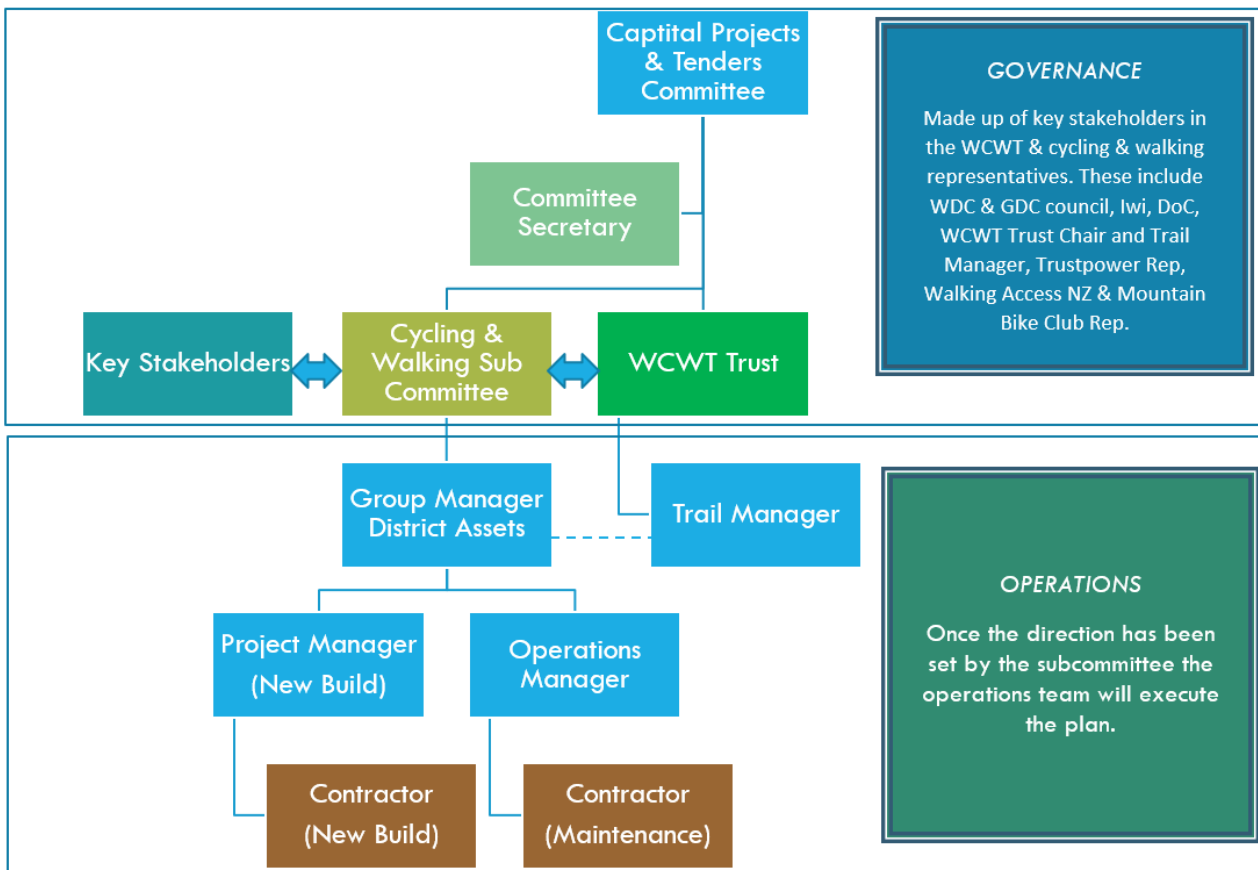 Captital Projects
& Tenders
Committee
Committee
Secretary
Key Stakeholders
Cycling &
Walking Sub
Committee
WCWT Trust
GOVERNANCE
Made up of key stakeholders in
the WCWT & cycling & walking
representatives. These include
WDC & GDC council, Iwi, DoC,
WCWT Trust Chair and Trail
Manager, Trustpower Rep,
Walking Access NZ & Mountain
Bike Club Rep.
Group Manager
District Assets
Trail Manager
Project Manager
(New Build)
Operations
Manager
Contractor
(New Build)
Contractor
(Maintenance)
OPERATIONS
Once the direction has been
set by the subcommittee the
operations team will execute
the plan.